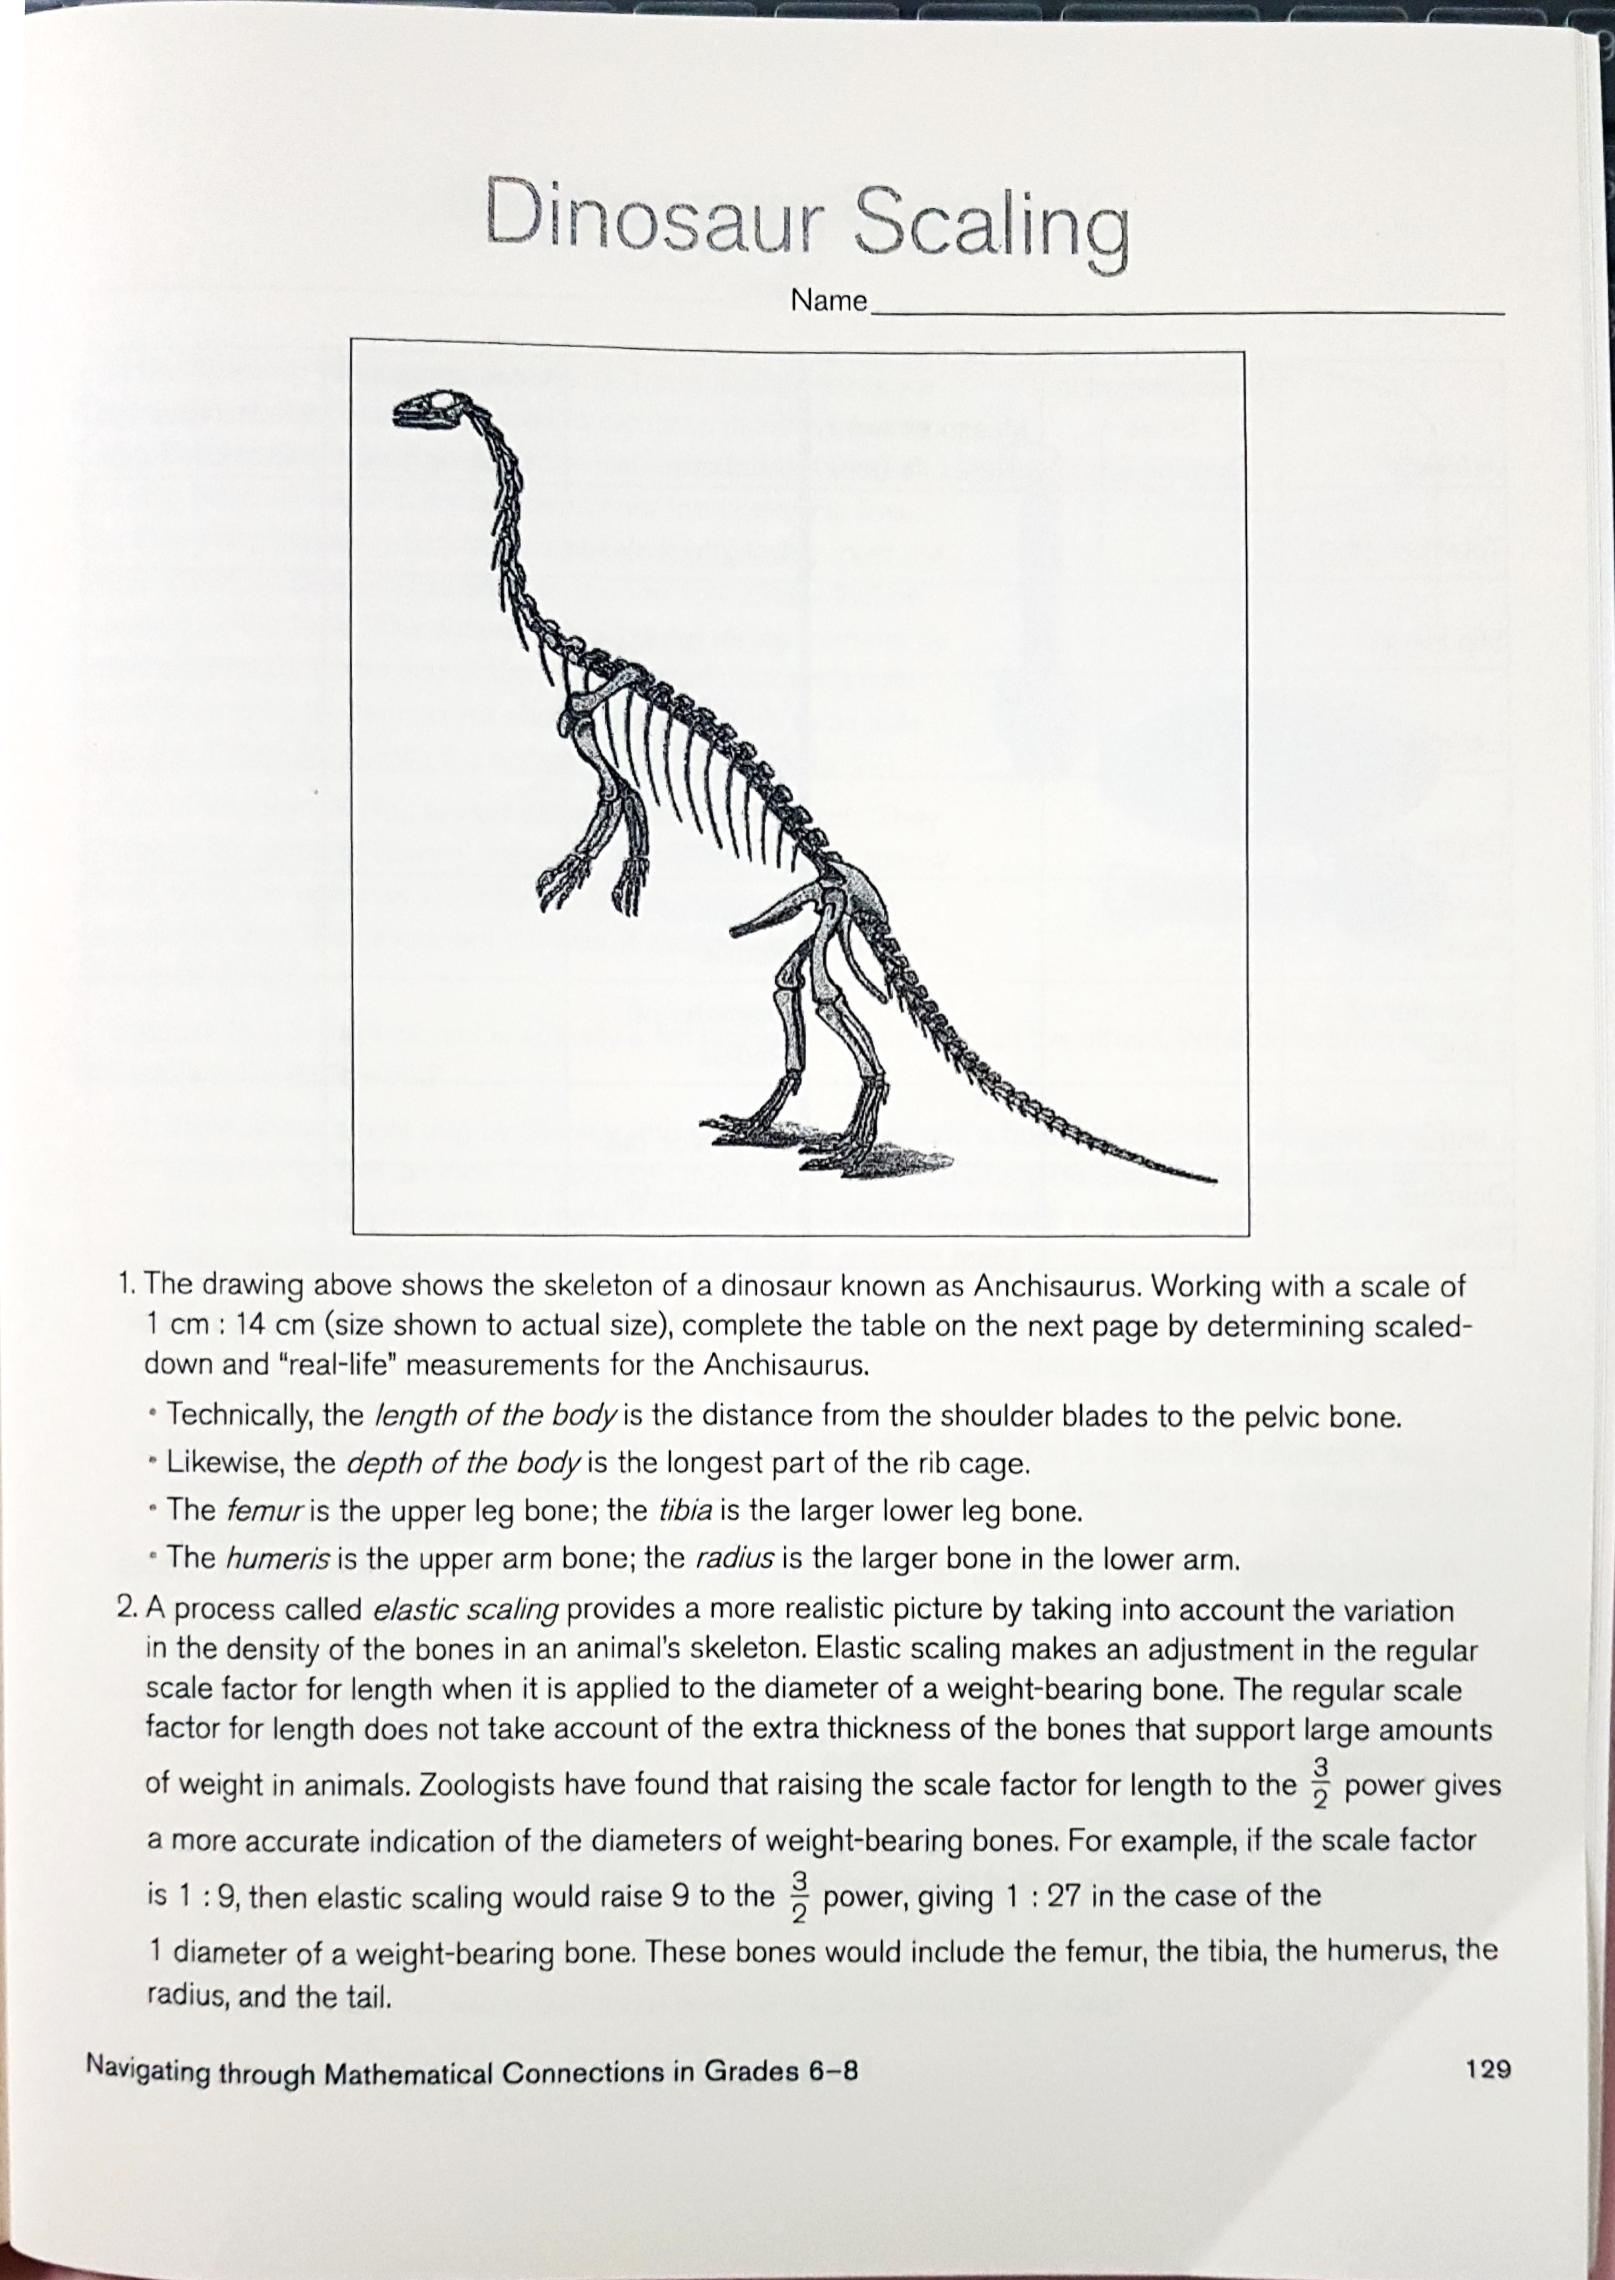 Dinosaur Scaling
Name
1. The drawing above shows the skeleton of a dinosaur known as Anchisaurus. Working with a scale of
1 cm : 14 cm (size shown to actual size), complete the table on the next page by determining scaled-
down and "real-life" measurements for the Anchisaurus.
• Technically, the length of the body is the distance from the shoulder blades to the pelvic bone.
• Likewise, the depth of the body is the longest part of the rib cage.
• The femur is the upper leg bone; the tibia is the larger lower leg bone.
• The humeris is the upper arm bone; the radius is the larger bone in the lower arm.
2. A process called elastic scaling provides a more realistic picture by taking into account the variation
in the density of the bones in an animal's skeleton. Elastic scaling makes an adjustment in the regular
scale factor for length when it is applied to the diameter of a weight-bearing bone. The regular scale
factor for length does not take account of the extra thickness of the bones that support large amounts
of weight in animals. Zoologists have found that raising the scale factor for length to the 3/2 power gives
a more accurate indication of the diameters of weight-bearing bones. For example, if the scale factor
is 1 : 9, then elastic scaling would raise 9 to the 3/2 power, giving 1 : 27 in the case of the
1 diameter of a weight-bearing bone. These bones would include the femur, the tibia, the humerus, the
radius, and the tail.
Navigating through Mathematical Connections in Grades 6–8
129